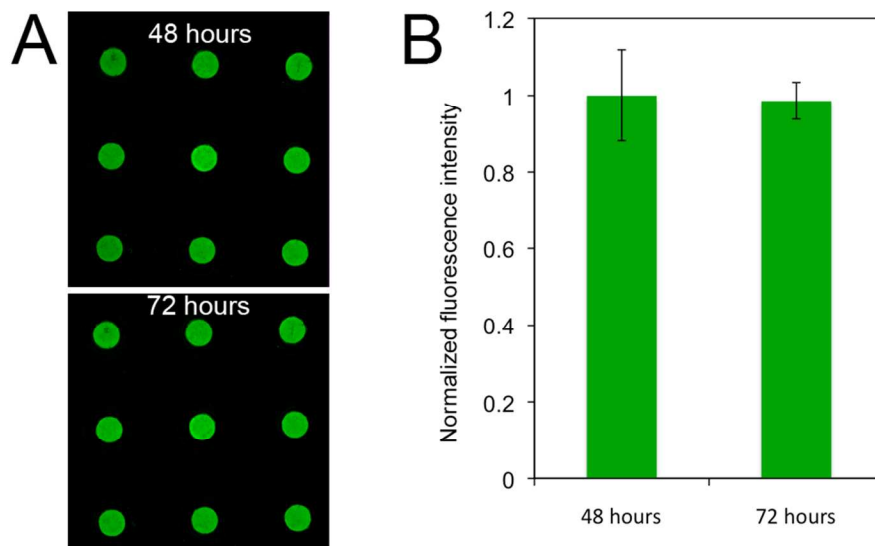 A
48 hours
72 hours
B
Normalized fluorescence intensity
1.2
1
0.8
0.6
0.4
0.2
0
48 hours
72 hours